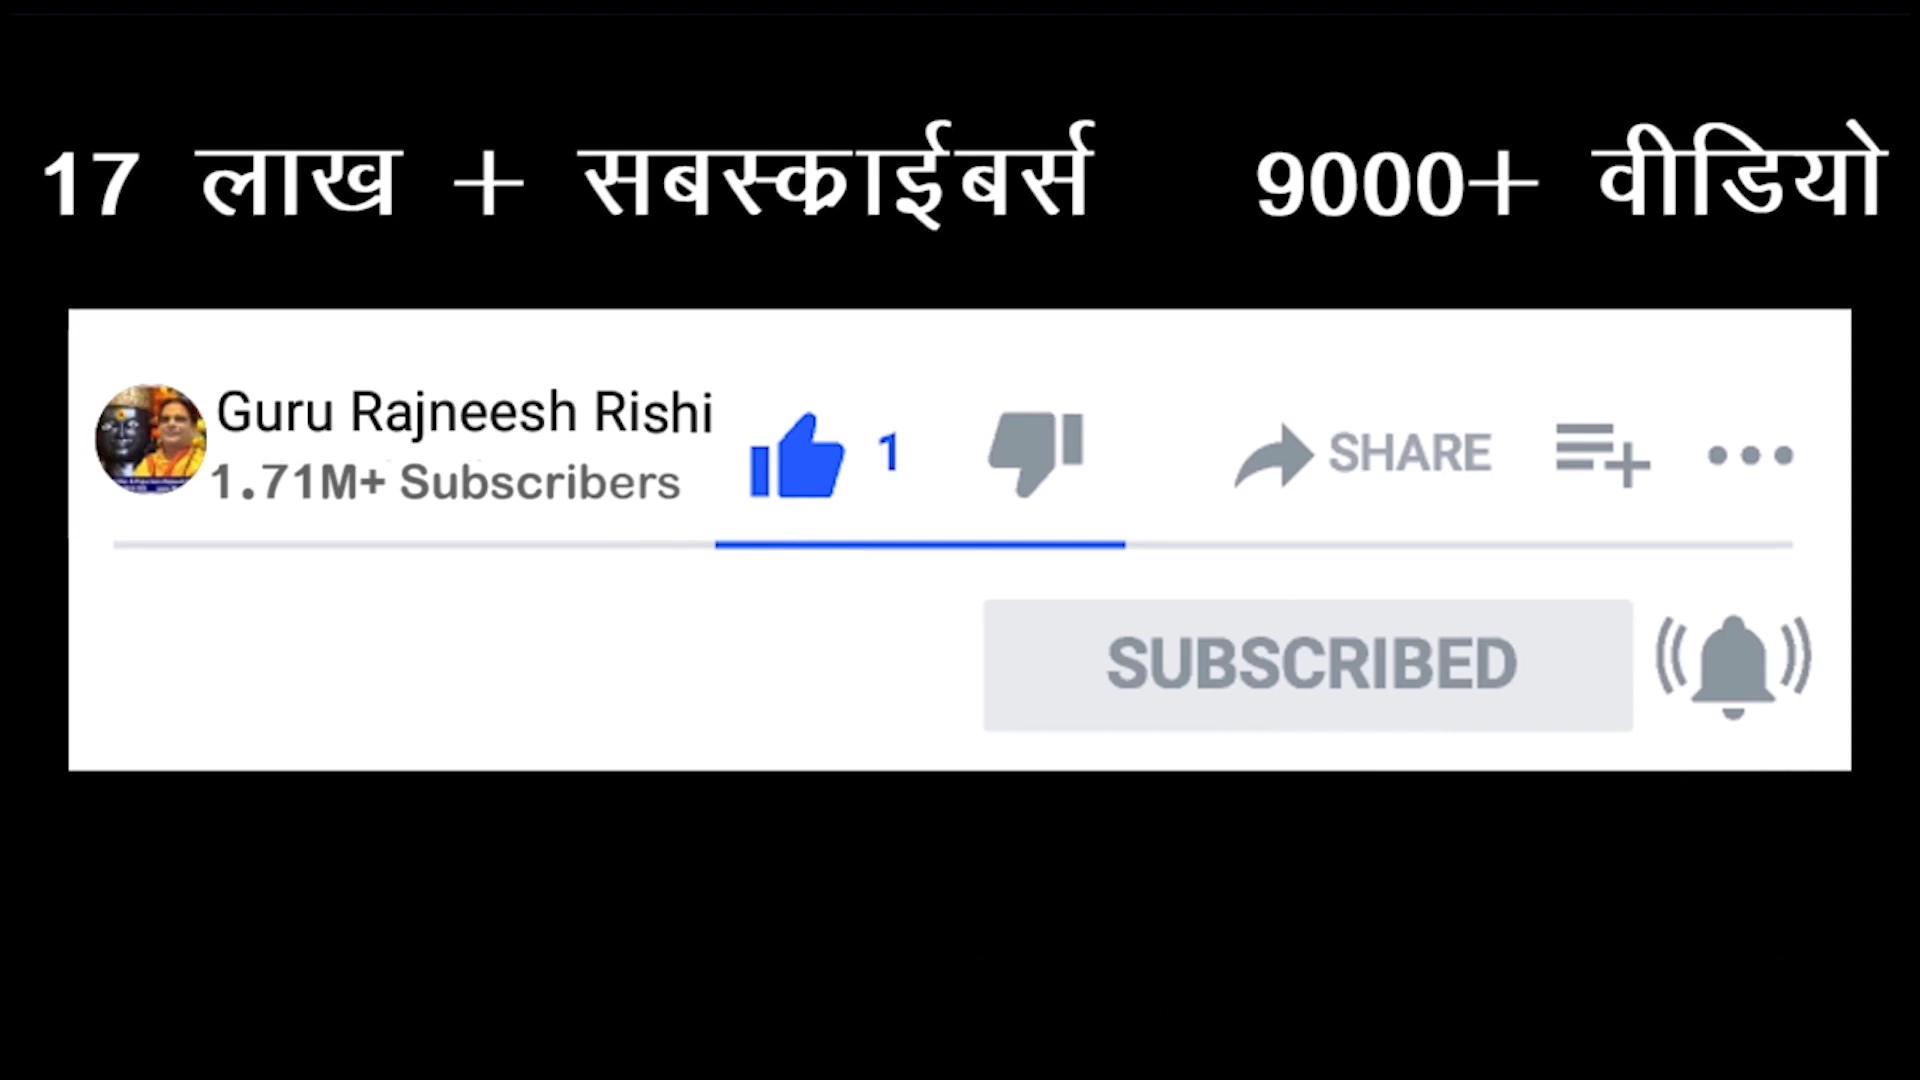 17 लाख + सबस्क्राईबर्स 9000+ वीडियो
Guru Rajneesh Rishi
1.71M+ Subscribers
1
SHARE
SUBSCRIBED